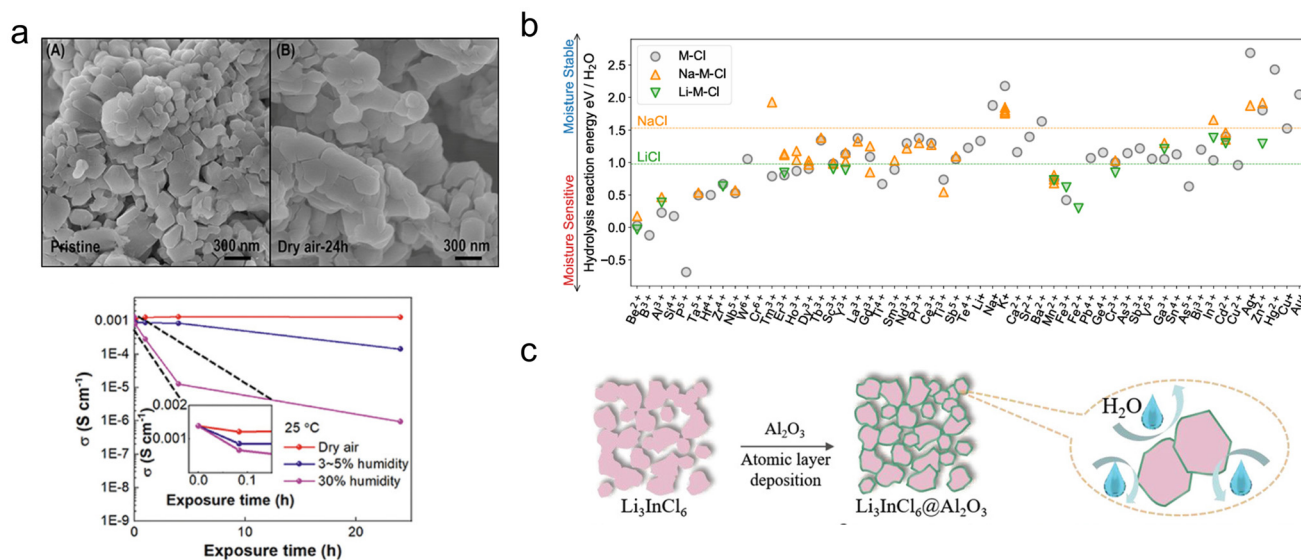 a
(A)
(B)
Pristine
300 nm
Dry air-24h
300 nm
0.001
1E-4
1E-5
1E-6
1E-7
1E-8
1E-9
σ (S cm⁻¹)
0.002
0.001
σ (S cm⁻¹)
0.0
0.1
Exposure time (h)
25 °C
Dry air
3~5% humidity
30% humidity
0
10
20
Exposure time (h)
b
Moisture Stable
Moisture Sensitive
Hydrolysis reaction energy eV / H₂O
2.5
2.0
1.5
1.0
0.5
0.0
−0.5
M-Cl
Na-M-Cl
Li-M-Cl
NaCl
LiCl
Be²⁺
B³⁺
Al³⁺
Si⁴⁺
P⁵⁺
Ta⁵⁺
Hf⁴⁺
Zr⁴⁺
Nb⁵⁺
W⁶⁺
Cr⁶⁺
Tm³⁺
Er³⁺
Ho³⁺
Dy³⁺
Tb³⁺
Sc³⁺
Y³⁺
La³⁺
Gd³⁺
Ti⁴⁺
Sm³⁺
Nd³⁺
Pr³⁺
Ce³⁺
Ti³⁺
Sb⁵⁺
Te⁴⁺
Li⁺
Na⁺
K⁺
Ca²⁺
Sr²⁺
Ba²⁺
Mn²⁺
Fe³⁺
Fe²⁺
Pb⁴⁺
Ge⁴⁺
Cr³⁺
As³⁺
Sb³⁺
V⁵⁺
Ga³⁺
Sn⁴⁺
As⁵⁺
Bi³⁺
In³⁺
Cd²⁺
Cu²⁺
Ag⁺
Zn²⁺
Hg²⁺
Cu⁺
Au⁺
c
Al₂O₃
Atomic layer
deposition
Li₃InCl₆
Li₃InCl₆@Al₂O₃
H₂O